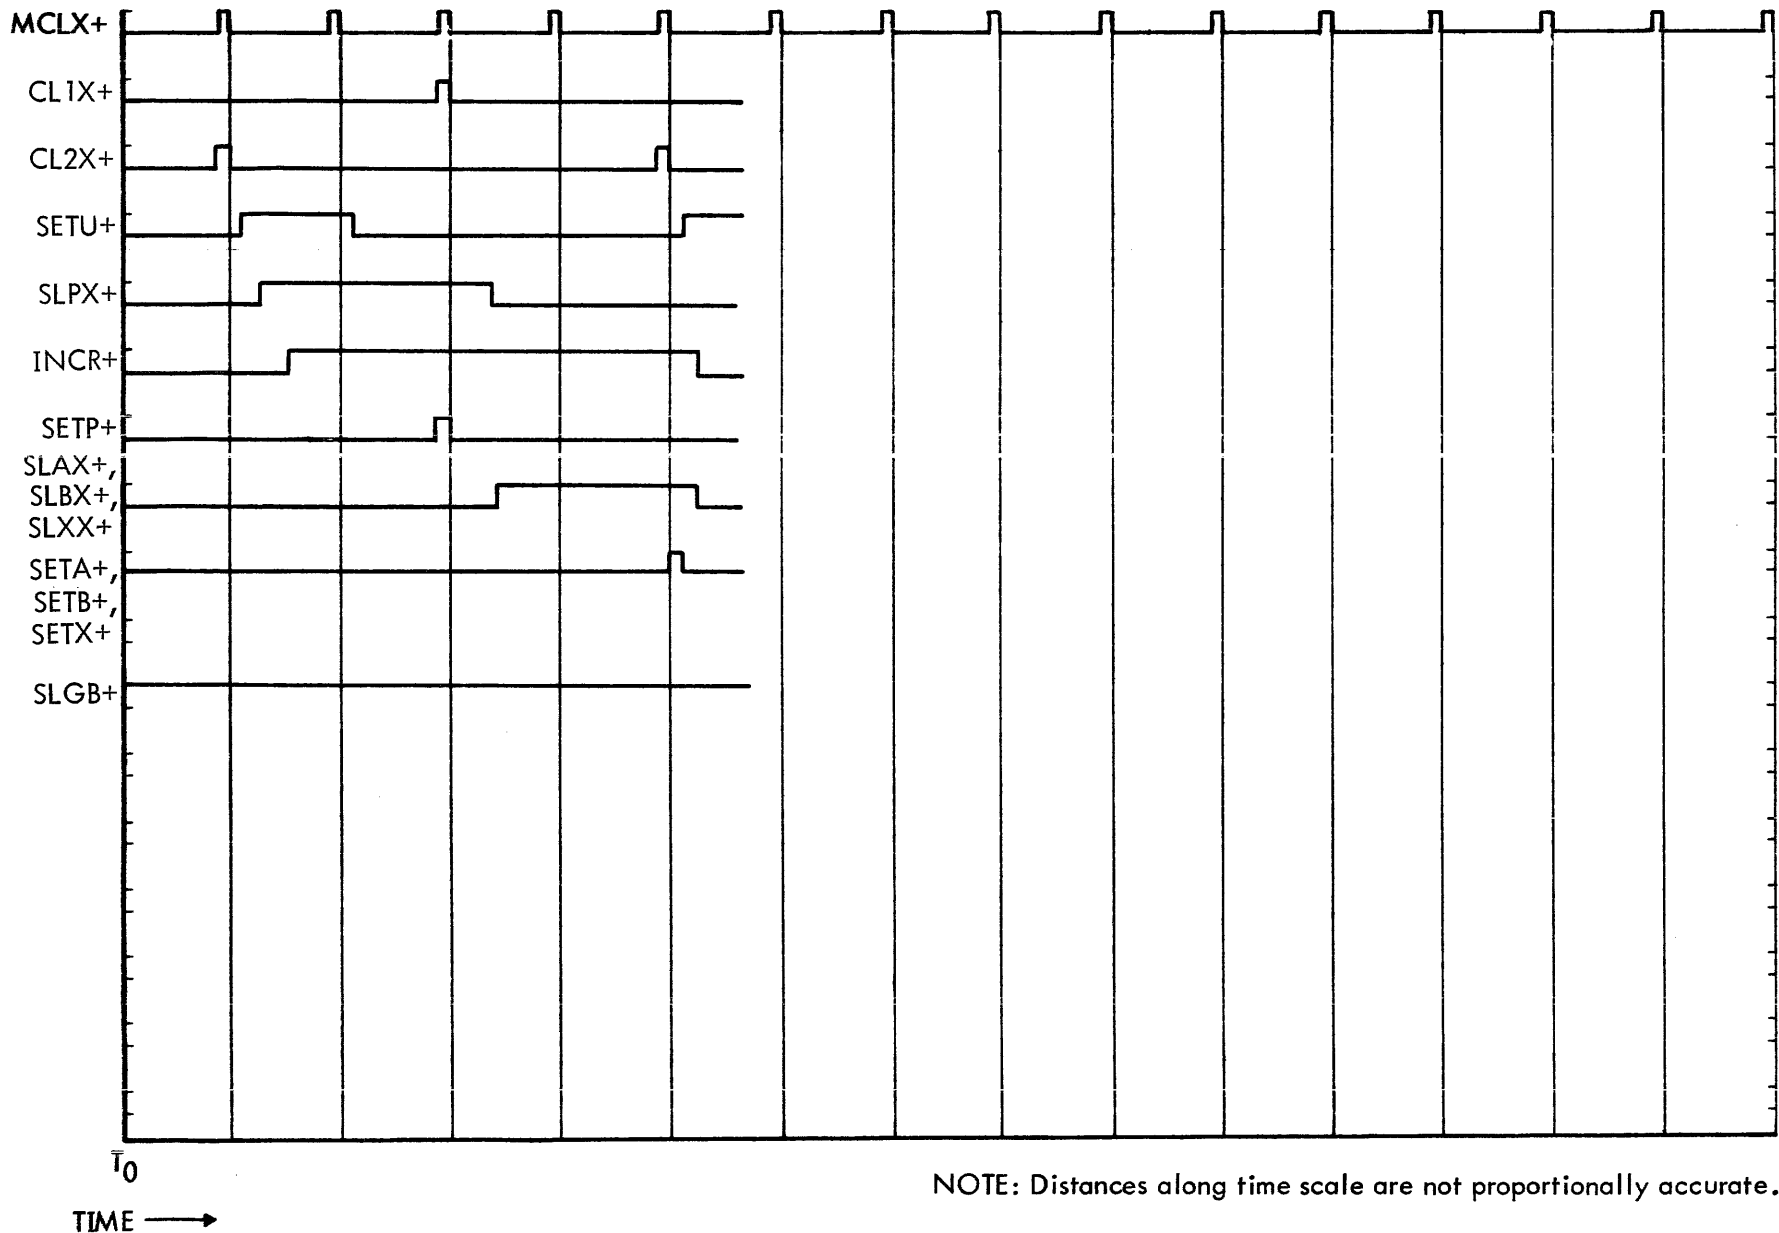 MCLX+
CL1X+
CL2X+
SETU+
SLPX+
INCR+
SETP+
SLAX+,
SLBX+,
SLXX+
SETA+,
SETB+,
SETX+
SLGB+
T0
NOTE: Distances along time scale are not proportionally accurate.
TIME